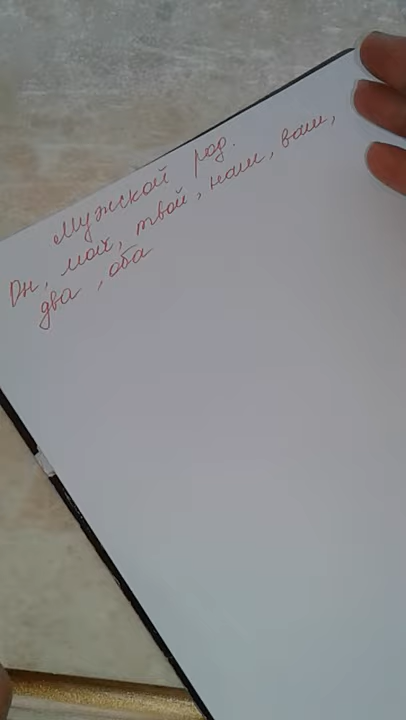 Мужской род.
Он, мой, твой, наш, ваш,
два, оба